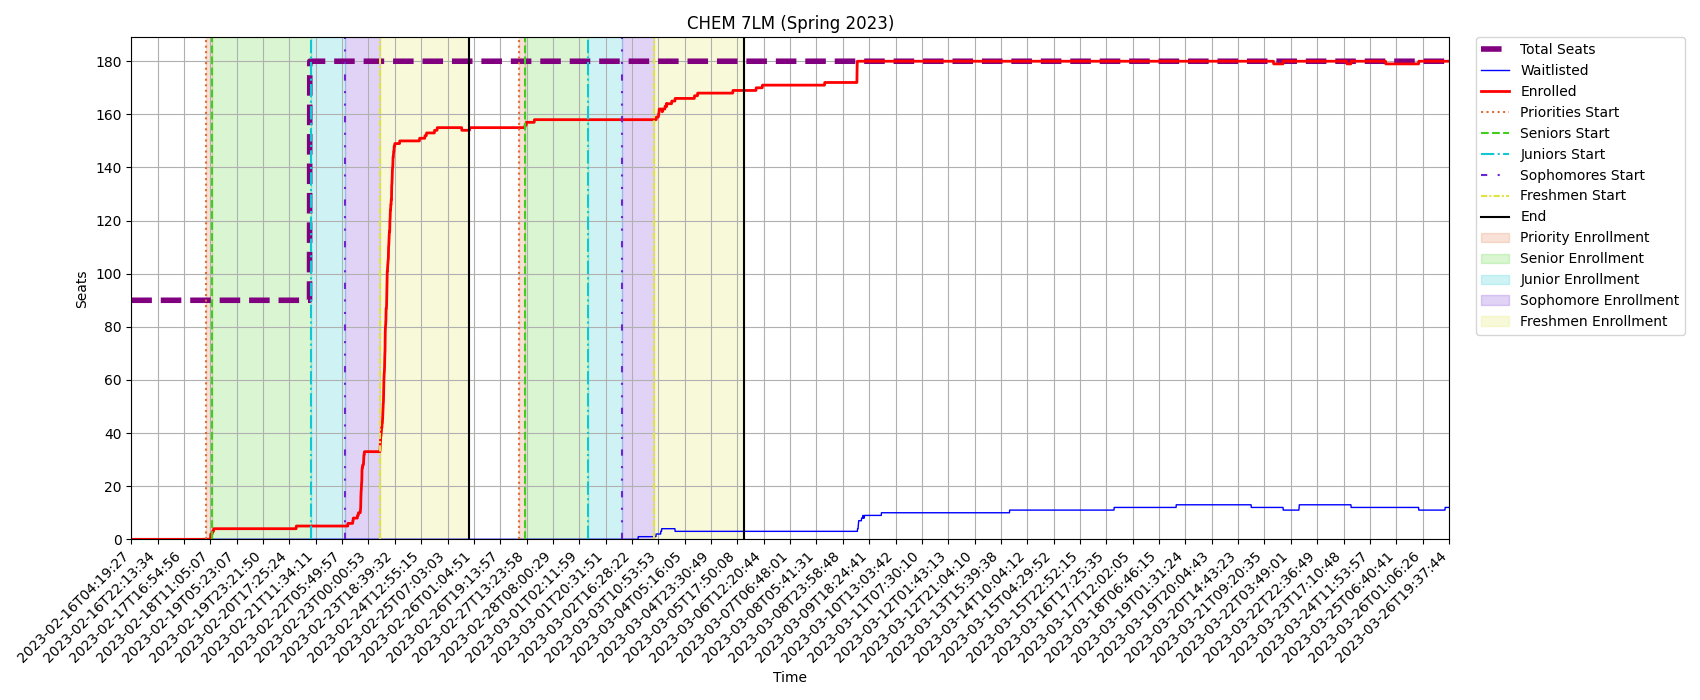 CHEM 7LM (Spring 2023)
Seats
180
160
140
120
100
80
60
40
20
0
2023-02-16T04:19:27
2023-02-16T22:13:34
2023-02-17T16:54:56
2023-02-18T11:05:07
2023-02-19T05:23:07
2023-02-19T23:21:50
2023-02-20T17:25:24
2023-02-21T11:34:11
2023-02-22T05:49:57
2023-02-23T00:00:53
2023-02-23T18:39:32
2023-02-24T12:55:15
2023-02-25T07:03:03
2023-02-26T01:04:51
2023-02-26T19:13:57
2023-02-27T13:23:58
2023-02-28T08:00:29
2023-03-01T02:11:59
2023-03-01T20:31:51
2023-03-02T16:28:22
2023-03-03T10:53:53
2023-03-04T05:16:05
2023-03-04T23:30:49
2023-03-05T17:50:08
2023-03-06T12:20:44
2023-03-07T06:48:01
2023-03-08T05:41:31
2023-03-08T23:58:48
2023-03-09T18:24:41
2023-03-10T13:03:42
2023-03-11T07:30:10
2023-03-12T01:43:13
2023-03-12T21:04:10
2023-03-13T15:39:38
2023-03-14T10:04:12
2023-03-15T04:29:52
2023-03-15T22:52:15
2023-03-16T17:25:35
2023-03-17T12:02:05
2023-03-18T06:46:15
2023-03-19T01:31:24
2023-03-19T20:04:43
2023-03-20T14:43:23
2023-03-21T09:20:35
2023-03-22T03:49:01
2023-03-22T22:36:49
2023-03-23T17:10:48
2023-03-24T11:53:57
2023-03-25T06:40:41
2023-03-26T01:06:26
2023-03-26T19:37:44
Time
Total Seats
Waitlisted
Enrolled
Priorities Start
Seniors Start
Juniors Start
Sophomores Start
Freshmen Start
End
Priority Enrollment
Senior Enrollment
Junior Enrollment
Sophomore Enrollment
Freshmen Enrollment